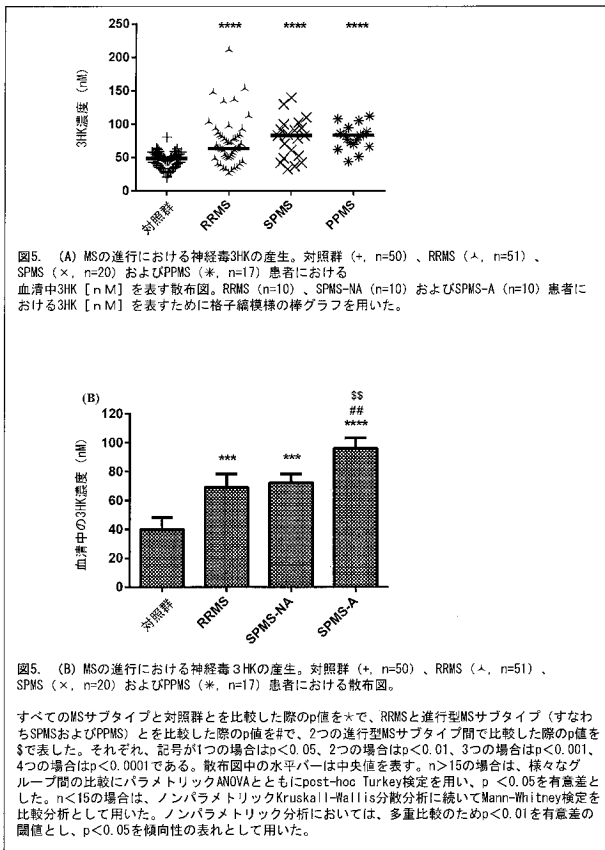 250
200
150
100
50
0
3HK濃度 (nM)
**** **** ****
対照群 RRMS SPMS PPMS
図5. (A) MSの進行における神経毒3HKの産生。対照群 (+, n=50) 、RRMS (⅄, n=51) 、
SPMS (×, n=20) およびPPMS (✳, n=17) 患者における
血清中3HK [nM] を表す散布図。RRMS (n=10) 、SPMS-NA (n=10) およびSPMS-A (n=10) 患者に
おける3HK [nM] を表すために格子縞模様の棒グラフを用いた。
(B)
120
100
80
60
40
20
0
血清中の3HK濃度 (nM)
$$
##
*** *** ****
対照群 RRMS SPMS-NA SPMS-A
図5. (B) MSの進行における神経毒3HKの産生。対照群 (+, n=50) 、RRMS (⅄, n=51) 、
SPMS (×, n=20) およびPPMS (✳, n=17) 患者における散布図。
すべてのMSサブタイプと対照群とを比較した際のp値を*で、RRMSと進行型MSサブタイプ (すなわ
ちSPMSおよびPPMS) とを比較した際のp値を#で、2つの進行型MSサブタイプ間で比較した際のp値を
$で表した。それぞれ、記号が1つの場合はp<0.05、2つの場合はp<0.01、3つの場合はp<0.001、
4つの場合はp<0.0001である。散布図中の水平バーは中央値を表す。n>15の場合は、様々なグ
ループ間の比較にパラメトリックANOVAとともにpost-hoc Turkey検定を用い、p <0.05を有意差と
した。n<15の場合は、ノンパラメトリックKruskall-Wallis分散分析に続いてMann-Whitney検定を
比較分析として用いた。ノンパラメトリック分析においては、多重比較のためp<0.01を有意差の
閾値とし、p<0.05を傾向性の表れとして用いた。